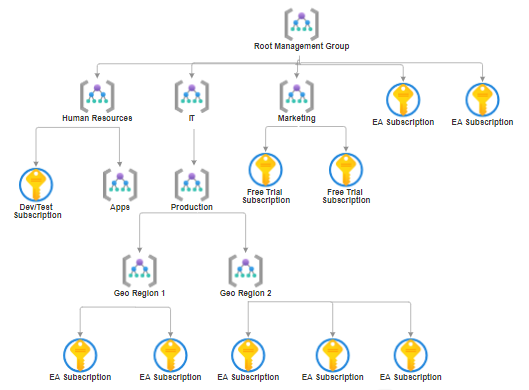 Root Management Group
Human Resources
IT
Marketing
EA Subscription
EA Subscription
Dev/Test
Subscription
Apps
Production
Free Trial
Subscription
Free Trial
Subscription
Geo Region 1
Geo Region 2
EA Subscription
EA Subscription
EA Subscription
EA Subscription
EA Subscription